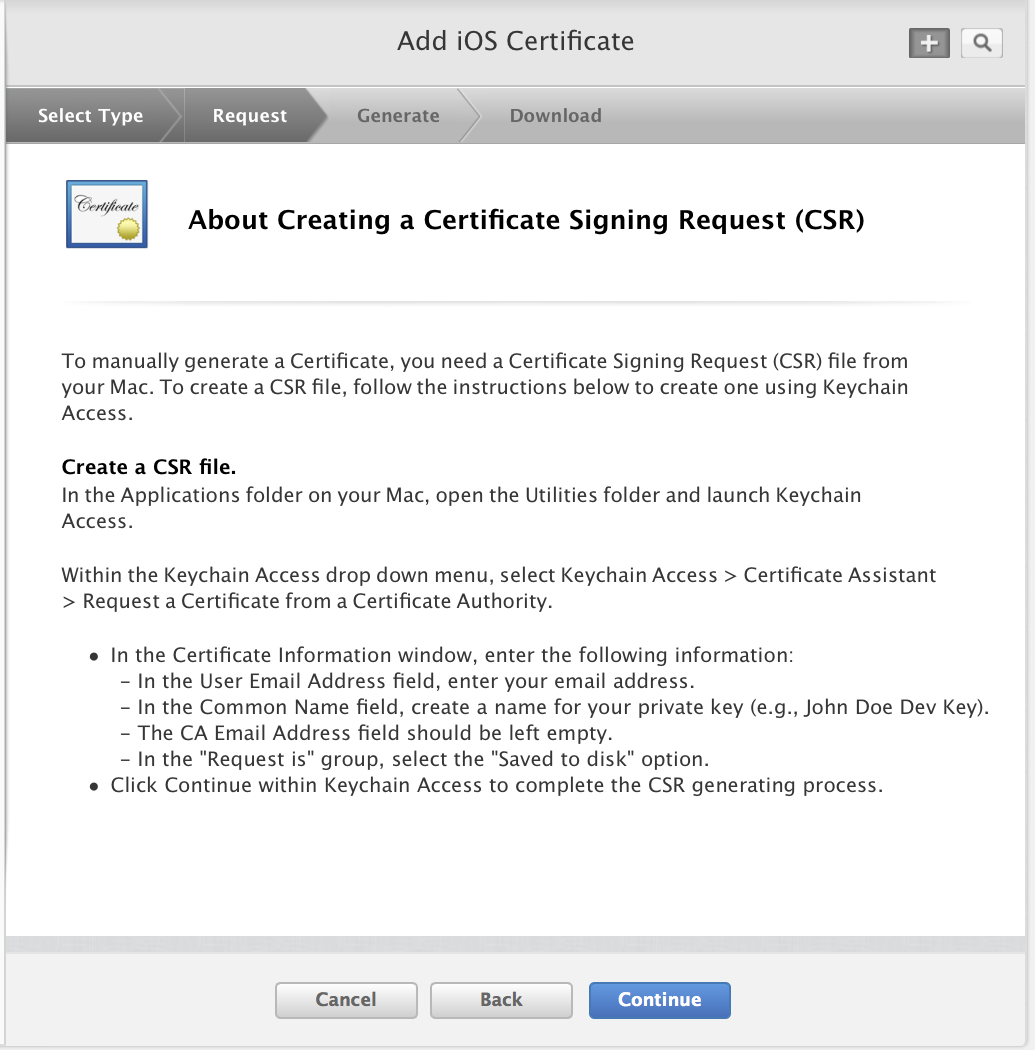 Add iOS Certificate
Select Type
Request
Generate
Download
Certificate
About Creating a Certificate Signing Request (CSR)
To manually generate a Certificate, you need a Certificate Signing Request (CSR) file from
your Mac. To create a CSR file, follow the instructions below to create one using Keychain
Access.
Create a CSR file.
In the Applications folder on your Mac, open the Utilities folder and launch Keychain
Access.
Within the Keychain Access drop down menu, select Keychain Access > Certificate Assistant
> Request a Certificate from a Certificate Authority.
• In the Certificate Information window, enter the following information:
– In the User Email Address field, enter your email address.
– In the Common Name field, create a name for your private key (e.g., John Doe Dev Key).
– The CA Email Address field should be left empty.
– In the "Request is" group, select the "Saved to disk" option.
• Click Continue within Keychain Access to complete the CSR generating process.
Cancel
Back
Continue